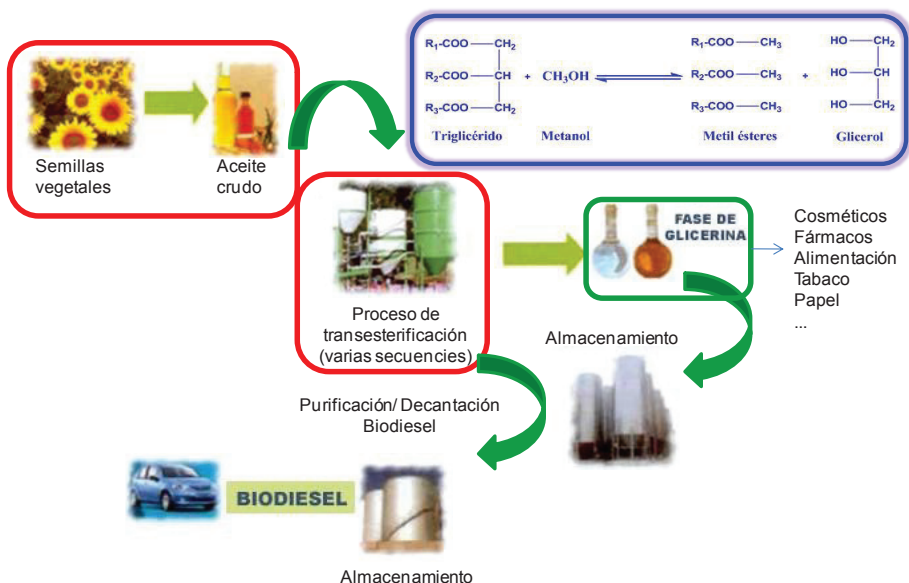 R₁-COO—CH₂
R₂-COO—CH + CH₃OH
R₃-COO—CH₂
R₁-COO—CH₃
R₂-COO—CH₃ +
R₃-COO—CH₃
HO—CH₂
HO—CH
HO—CH₂
Triglicérido Metanol Metil ésteres Glicerol
Semillas
vegetales
Aceite
crudo
FASE DE
GLICERINA
Cosméticos
Fármacos
Alimentación
Tabaco
Papel
...
Proceso de
transesterificación
(varias secuencies)
Almacenamiento
Purificación/ Decantación
Biodiesel
BIODIESEL
Almacenamiento